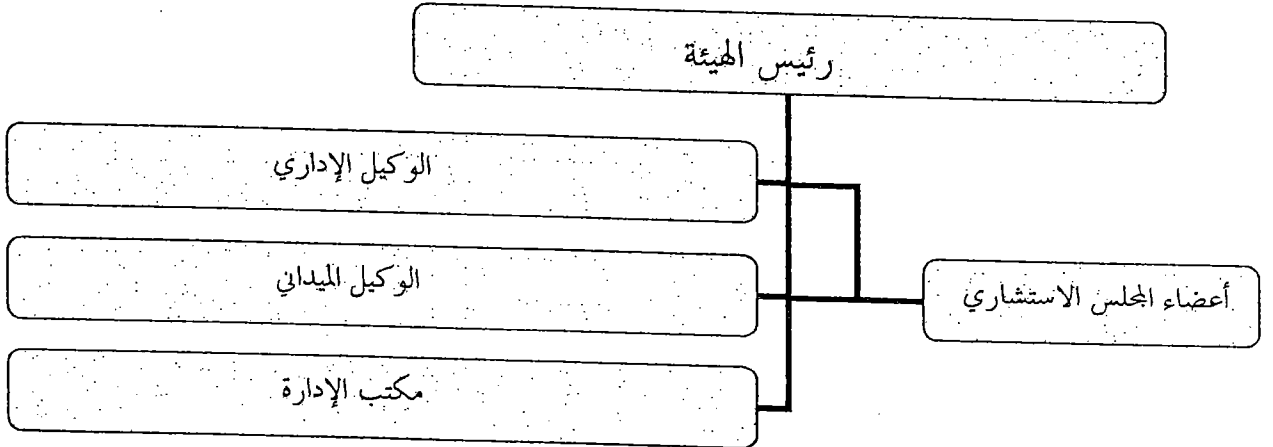 رئيس الهيئة
الوكيل الإداري
الوكيل الميداني
أعضاء المجلس الاستشاري
مكتب الإدارة